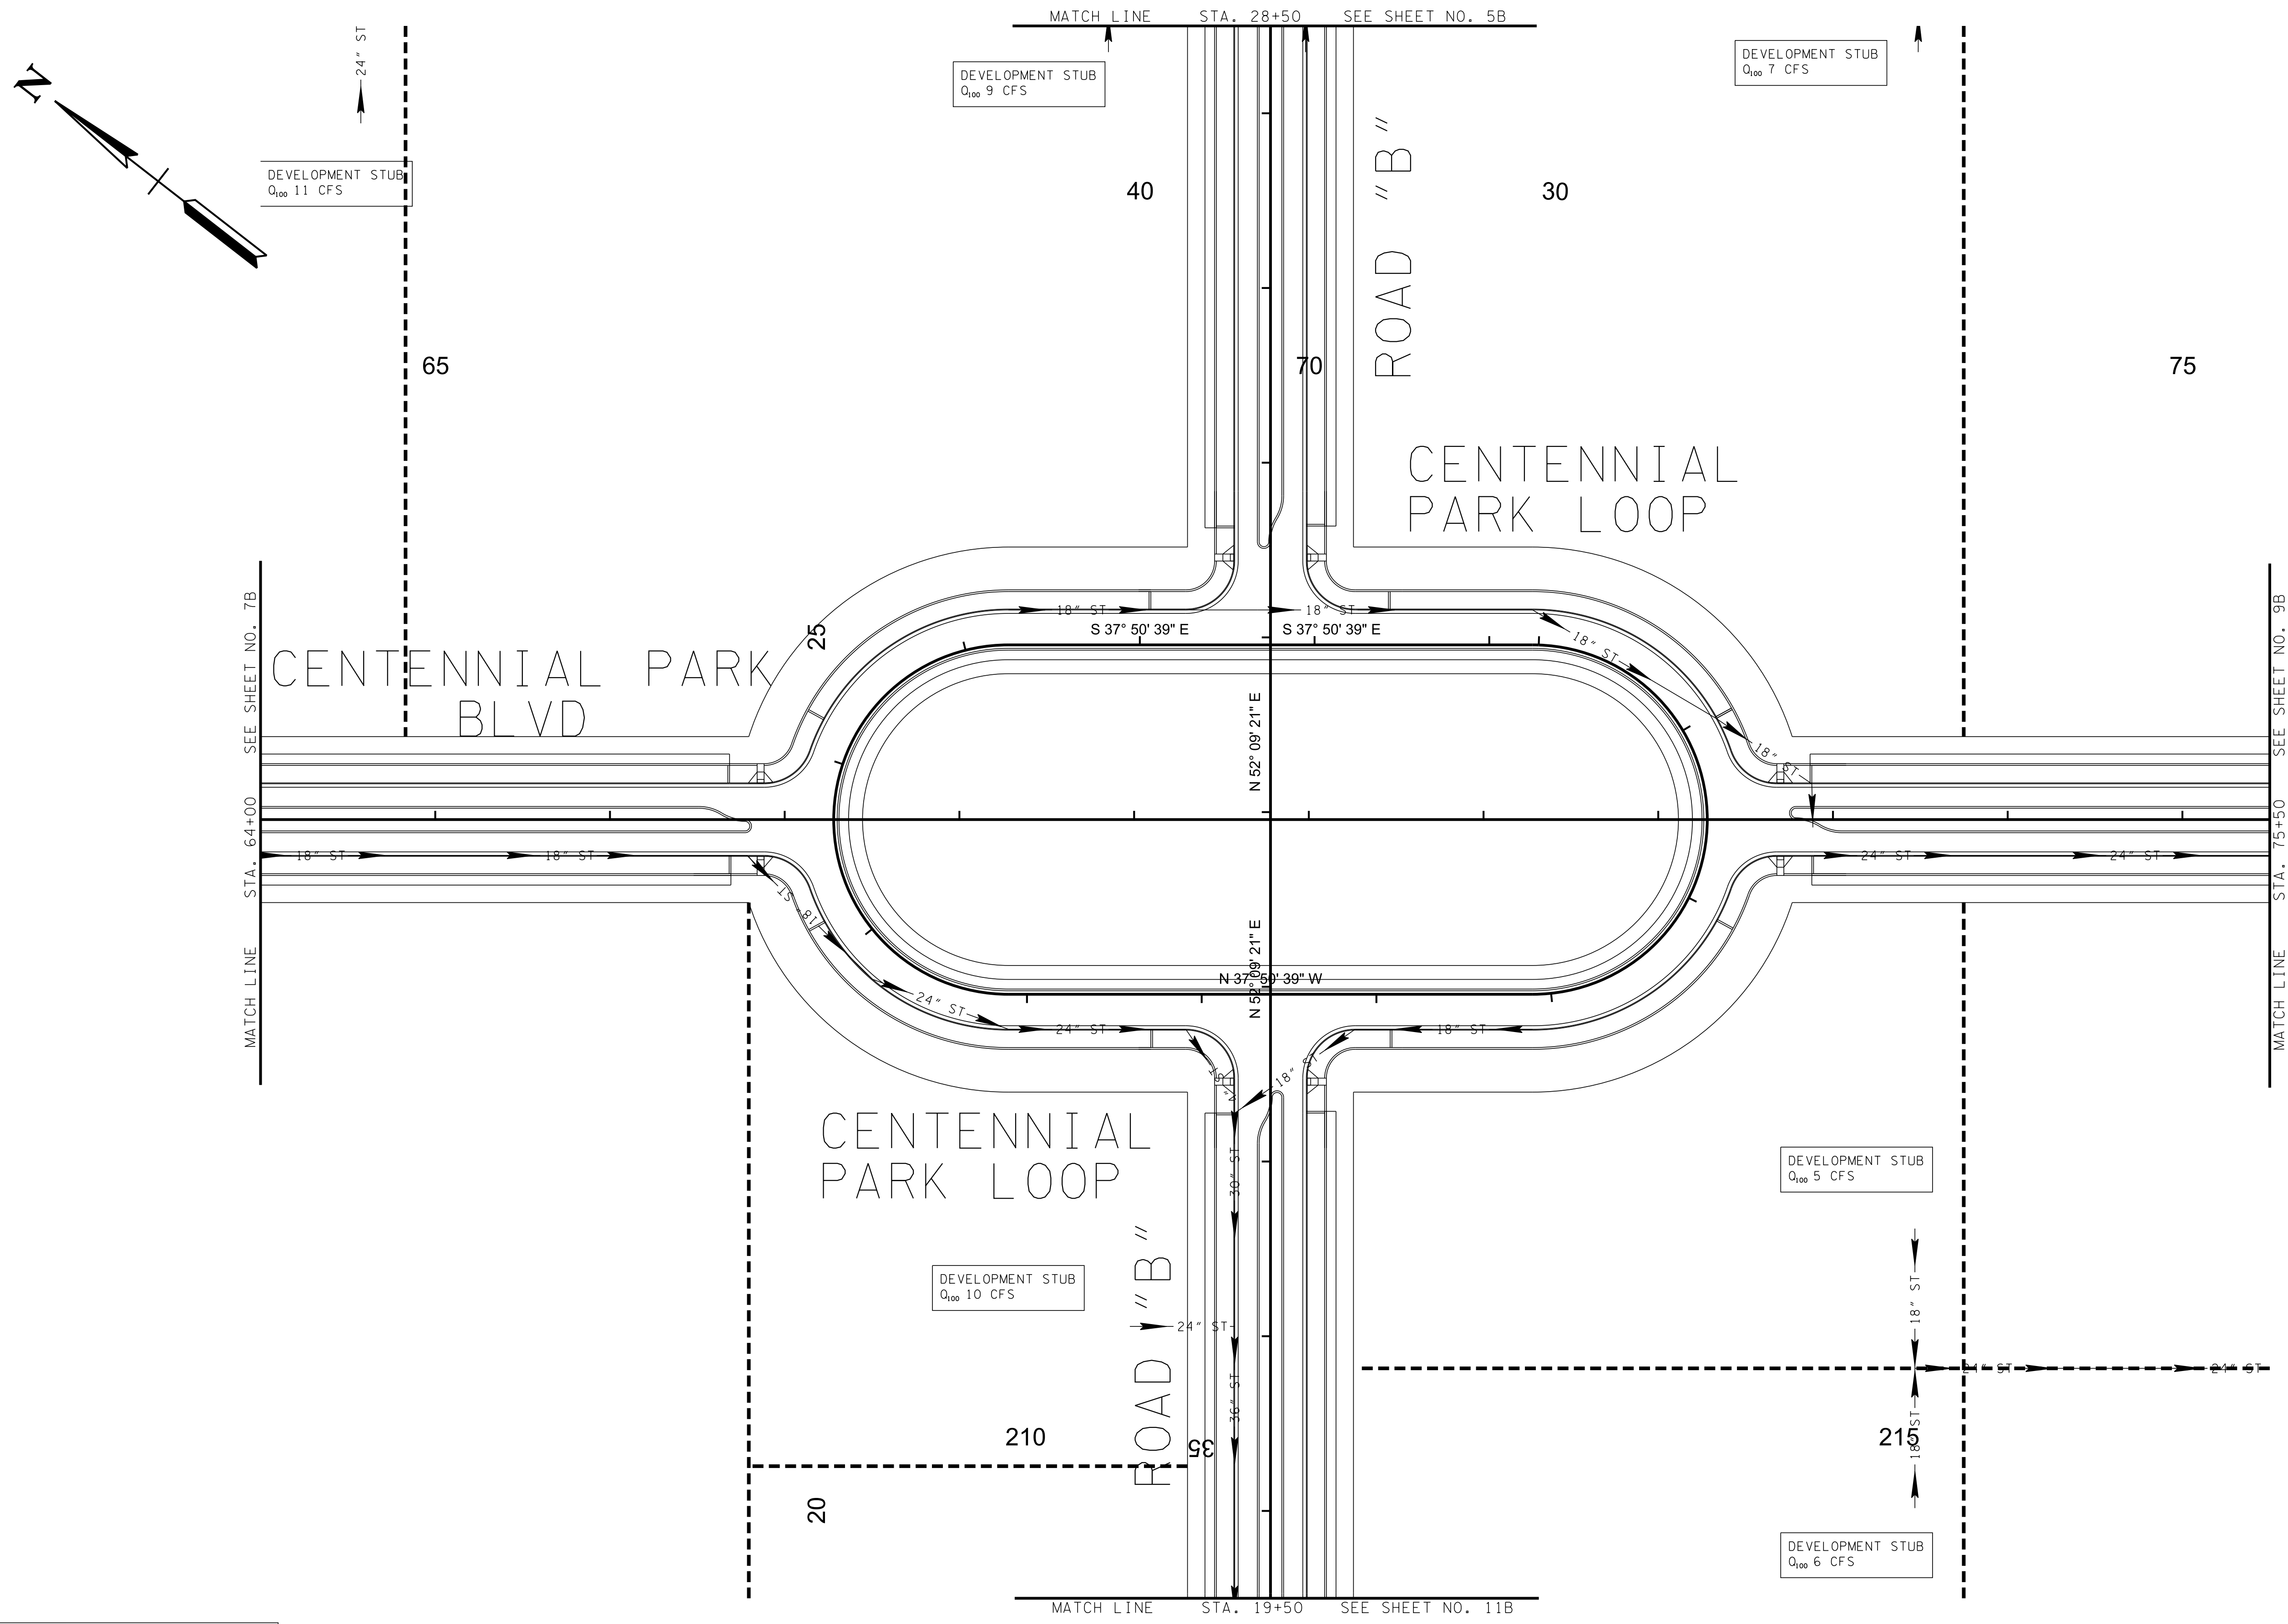 MATCH LINE STA. 28+50 SEE SHEET NO. 5B
24" ST
N
DEVELOPMENT STUB
Q100 9 CFS
DEVELOPMENT STUB
Q100 7 CFS
DEVELOPMENT STUB
Q100 11 CFS
ROAD "B"
40
30
65
70
75
CENTENNIAL
PARK LOOP
18" ST
18" ST
S 37° 50' 39" E
S 37° 50' 39" E
25
18" ST
CENTENNIAL PARK
BLVD
N 52° 09' 21" E
18" ST
MATCH LINE STA. 64+00 SEE SHEET NO. 7B
MATCH LINE STA. 75+50 SEE SHEET NO. 9B
18" ST
18" ST
24" ST
24" ST
18" ST
N 52° 09' 21" E
N 37° 50' 39" W
24" ST
24" ST
18" ST
18" ST
CENTENNIAL
PARK LOOP
30" ST
DEVELOPMENT STUB
Q100 5 CFS
ROAD "B"
DEVELOPMENT STUB
Q100 10 CFS
24" ST
18" ST
24" ST
24" ST
36" ST
210
35
215
18" ST
20
DEVELOPMENT STUB
Q100 6 CFS
MATCH LINE STA. 19+50 SEE SHEET NO. 11B